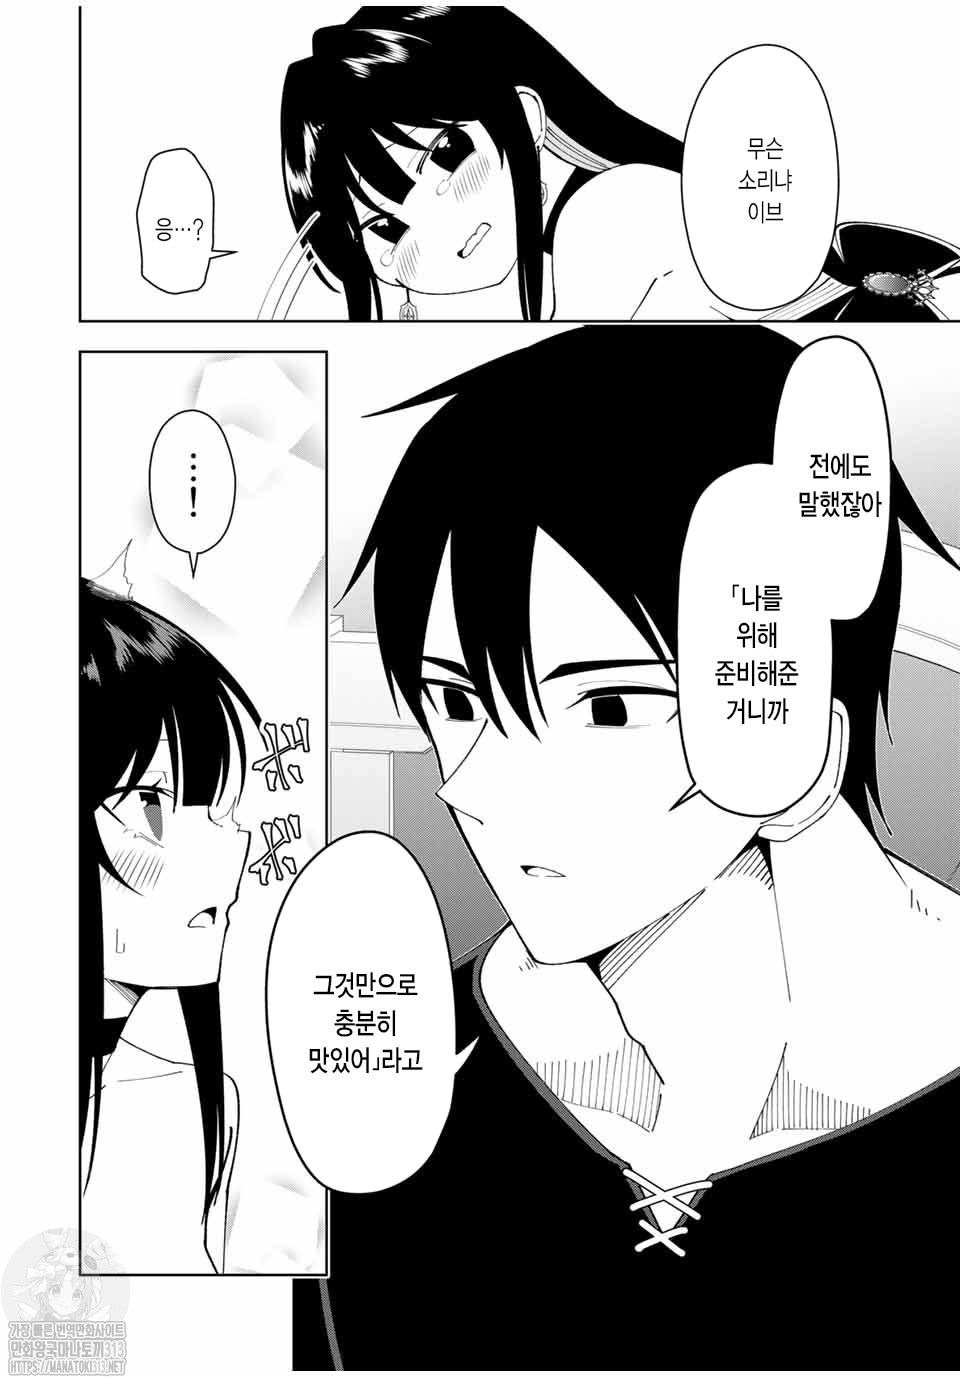 무슨
소리냐
이브
응…?
전에도
말했잖아
「나를
위해
준비해준
거니까
그것만으로
충분히
맛있어」라고
…!
ボボ
가장 빠른 번역만화사이트
만화왕국마나토끼313
HTTPS://MANATOKI313.NET